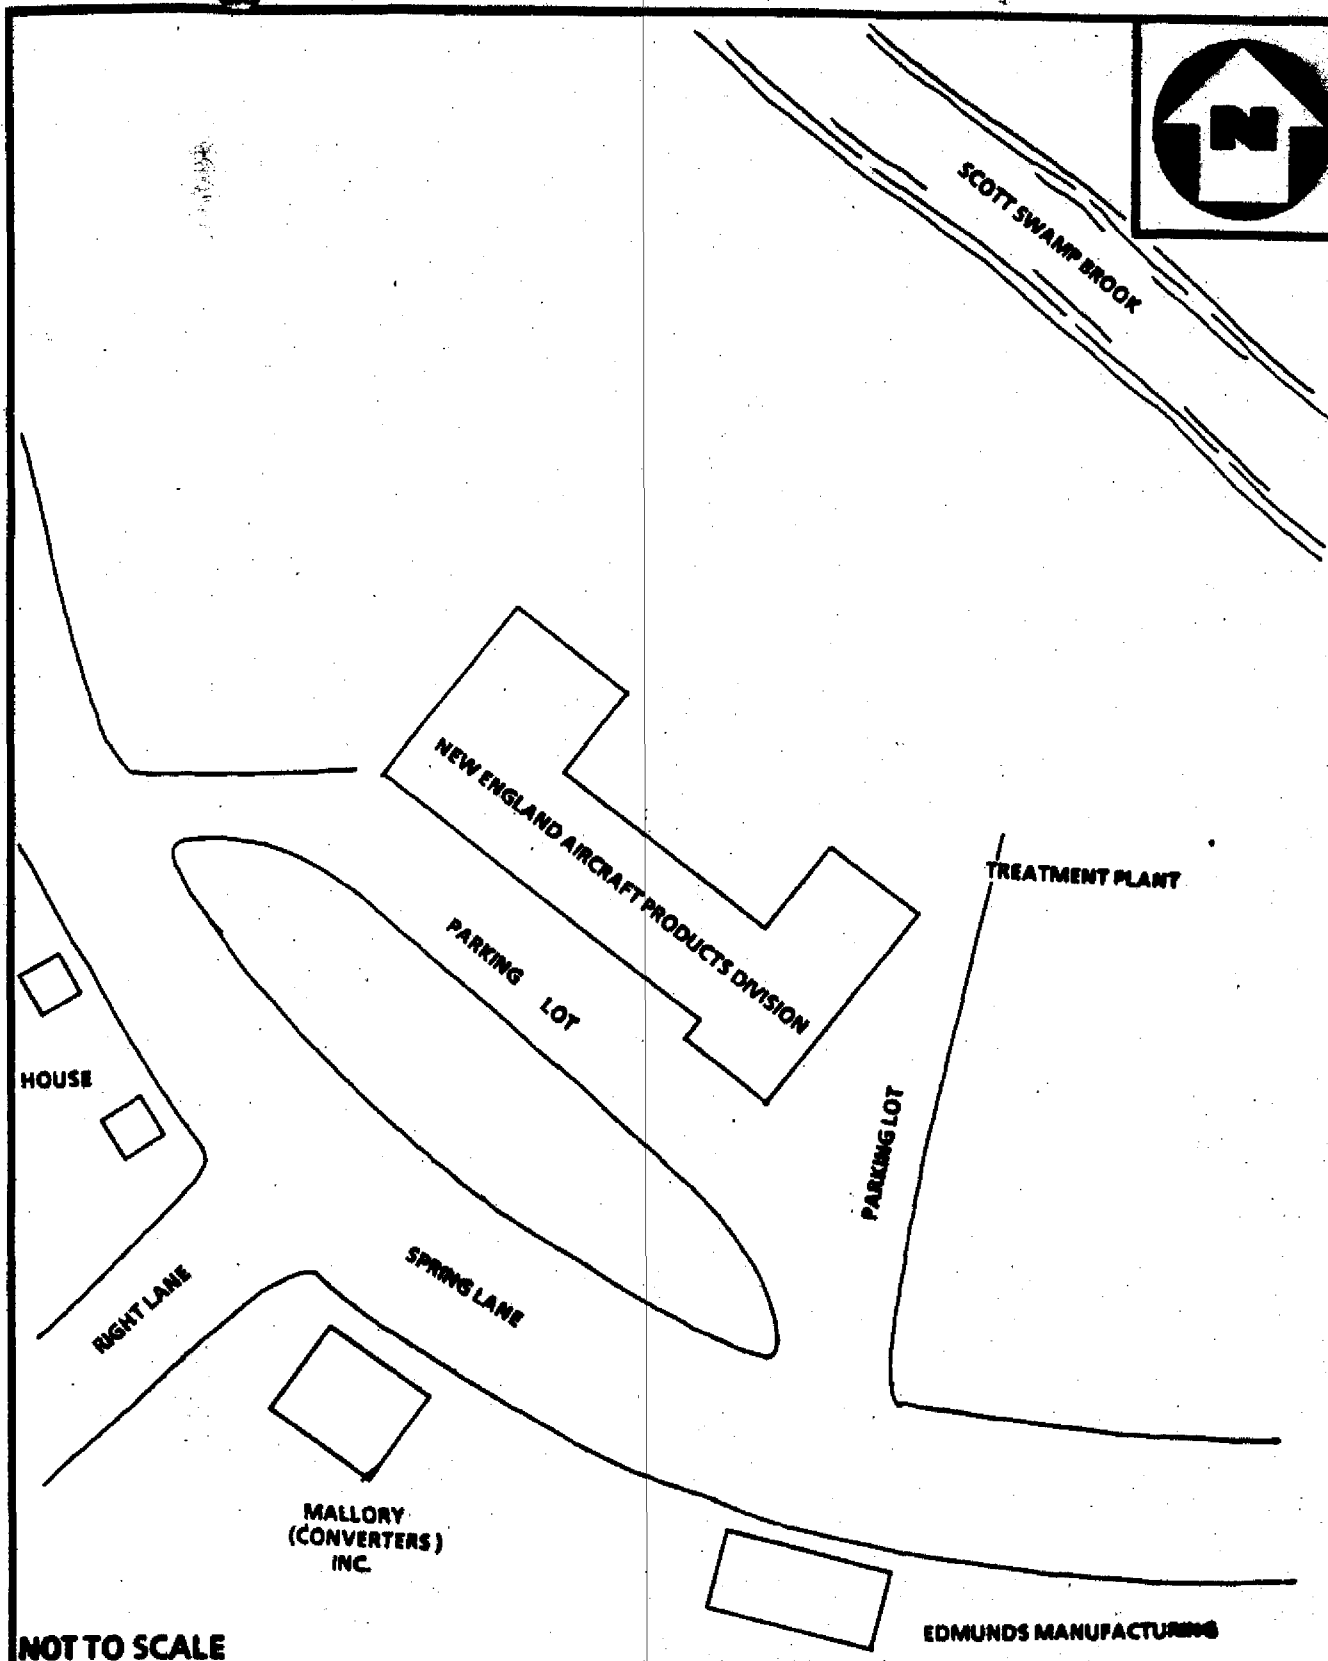 N
SCOTT SWAMP BROOK
NEW ENGLAND AIRCRAFT PRODUCTS DIVISION
TREATMENT PLANT
PARKING LOT
PARKING LOT
HOUSE
RIGHT LANE
SPRING LANE
MALLORY
(CONVERTERS)
INC.
EDMUNDS MANUFACTURING
NOT TO SCALE